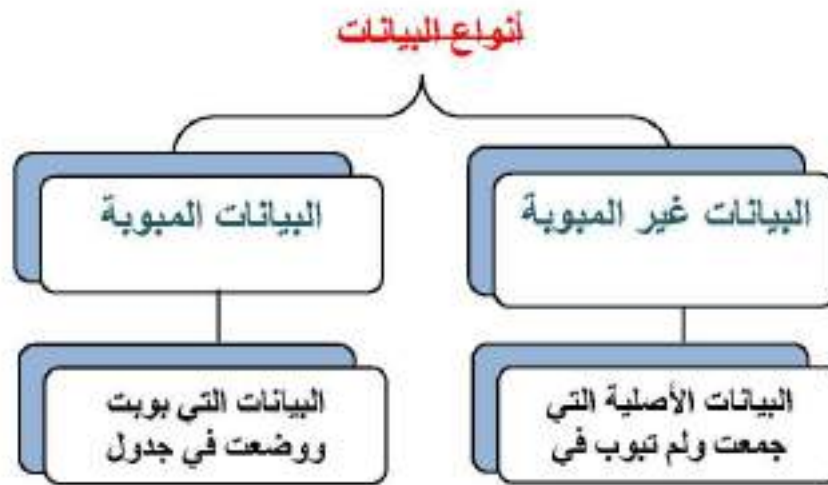 أنواع البيانات
البيانات غير المبوبة
البيانات المبوبة
البيانات الأصلية التي
جمعت ولم تبوب في
البيانات التي بوبت
ووضعت في جدول